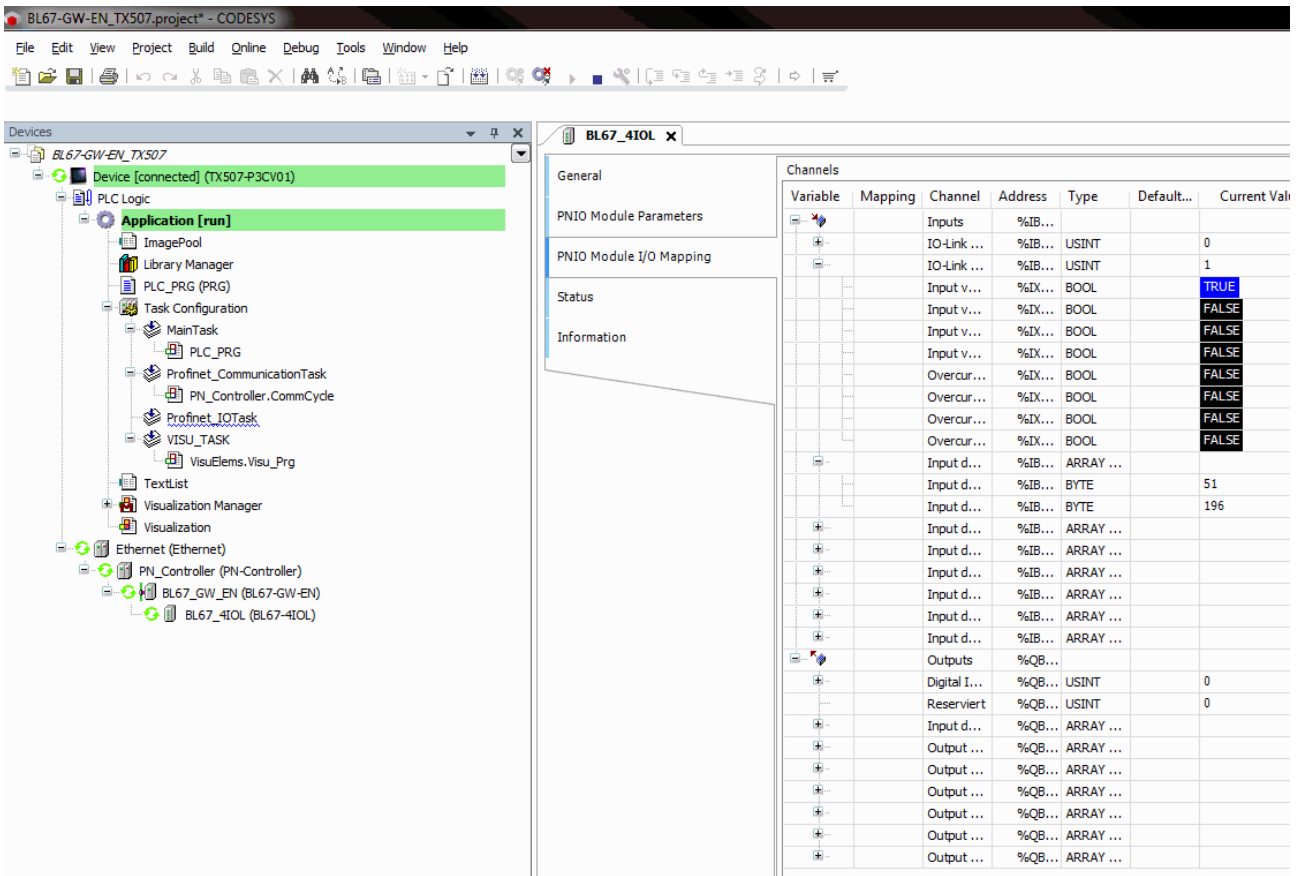 BL67-GW-EN_TX507.project* - CODESYS
File Edit View Project Build Online Debug Tools Window Help
Devices
BL67-GW-EN_TX507
Device [connected] (TX507-P3CV01)
PLC Logic
Application [run]
ImagePool
Library Manager
PLC_PRG (PRG)
Task Configuration
MainTask
PLC_PRG
Profinet_CommunicationTask
PN_Controller.CommCycle
Profinet_IOTask
VISU_TASK
VisuElems.Visu_Prg
TextList
Visualization Manager
Visualization
Ethernet (Ethernet)
PN_Controller (PN-Controller)
BL67_GW_EN (BL67-GW-EN)
BL67_4IOL (BL67-4IOL)
BL67_4IOL
General
PNIO Module Parameters
PNIO Module I/O Mapping
Status
Information
Channels
Variable Mapping Channel Address Type Default... Current Valu
Inputs %IB...
IO-Link ... %IB... USINT 0
IO-Link ... %IB... USINT 1
Input v... %IX... BOOL TRUE
Input v... %IX... BOOL FALSE
Input v... %IX... BOOL FALSE
Input v... %IX... BOOL FALSE
Overcur... %IX... BOOL FALSE
Overcur... %IX... BOOL FALSE
Overcur... %IX... BOOL FALSE
Overcur... %IX... BOOL FALSE
Input d... %IB... ARRAY ...
Input d... %IB... BYTE 51
Input d... %IB... BYTE 196
Input d... %IB... ARRAY ...
Input d... %IB... ARRAY ...
Input d... %IB... ARRAY ...
Input d... %IB... ARRAY ...
Input d... %IB... ARRAY ...
Input d... %IB... ARRAY ...
Outputs %QB...
Digital I... %QB... USINT 0
Reserviert %QB... USINT 0
Input d... %QB... ARRAY ...
Output ... %QB... ARRAY ...
Output ... %QB... ARRAY ...
Output ... %QB... ARRAY ...
Output ... %QB... ARRAY ...
Output ... %QB... ARRAY ...
Output ... %QB... ARRAY ...